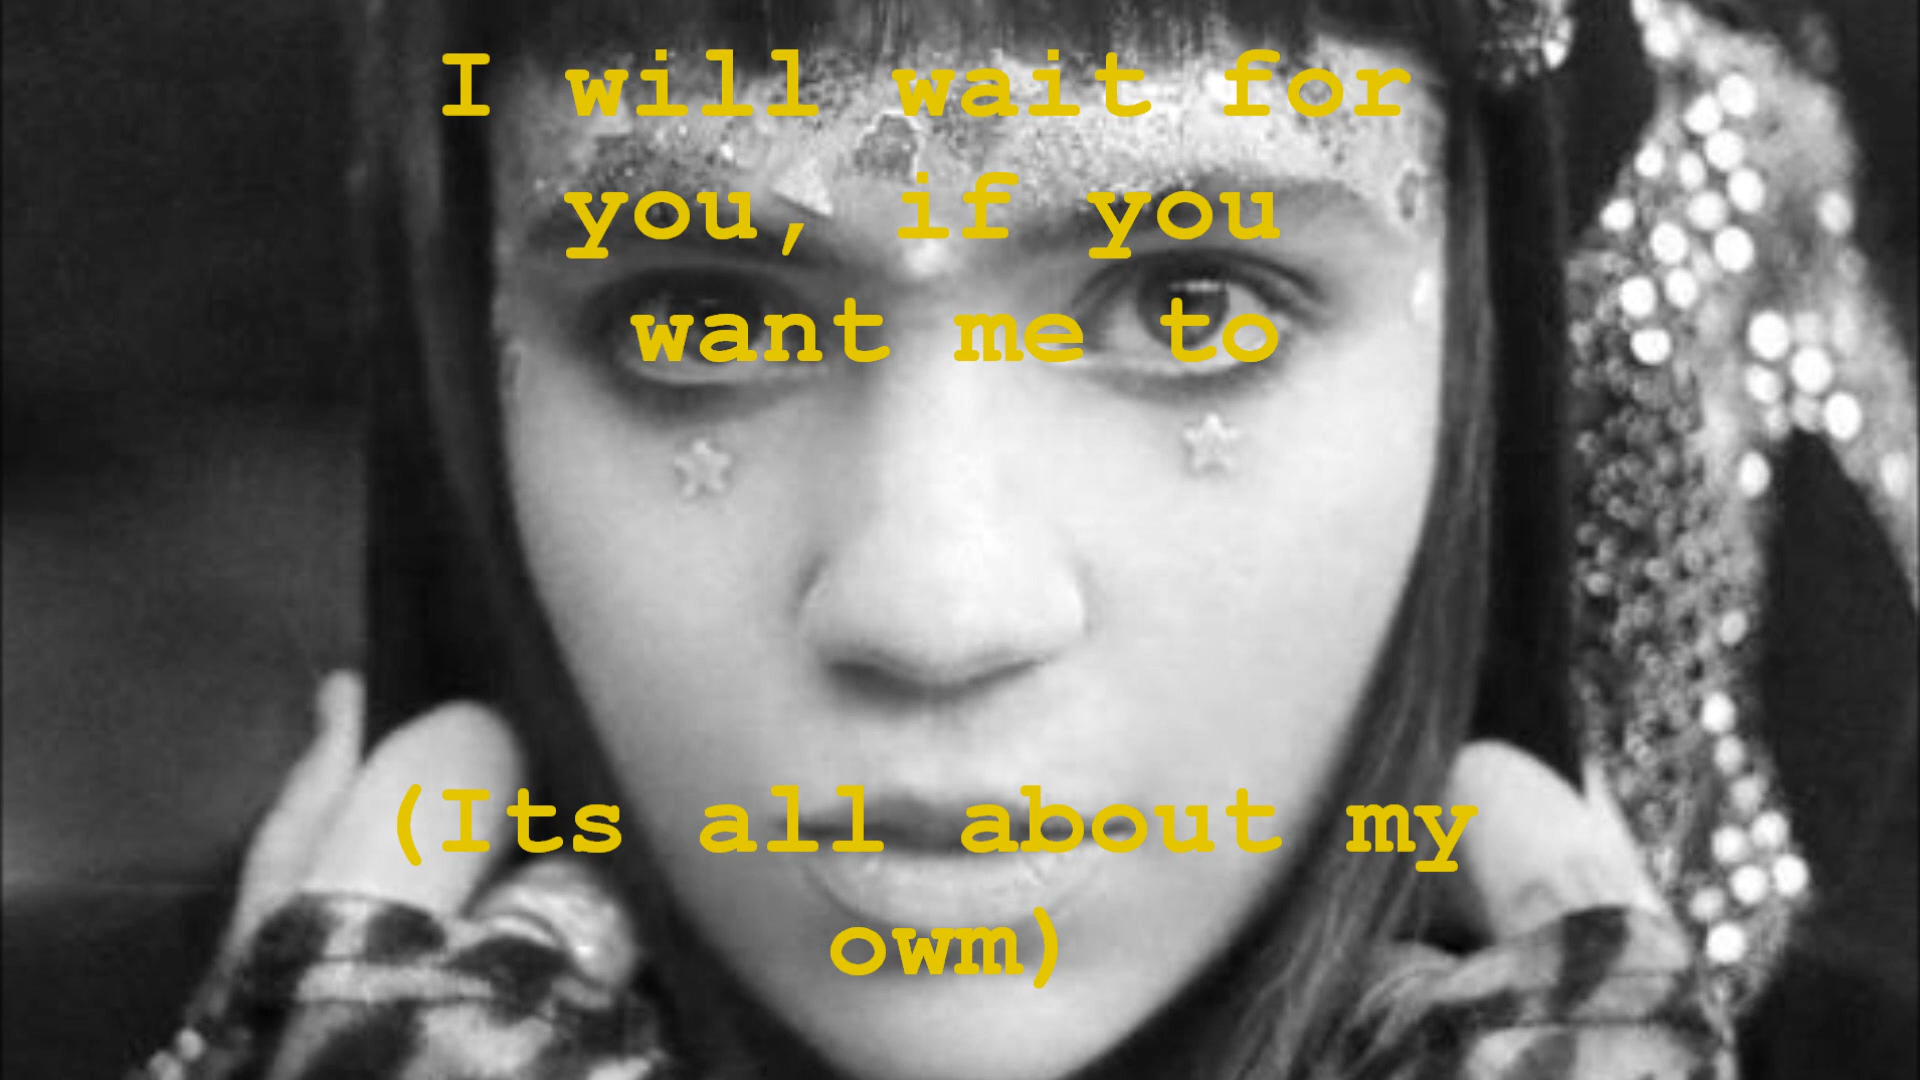 I will wait for
you, if you
want me to
(Its all about my
owm)